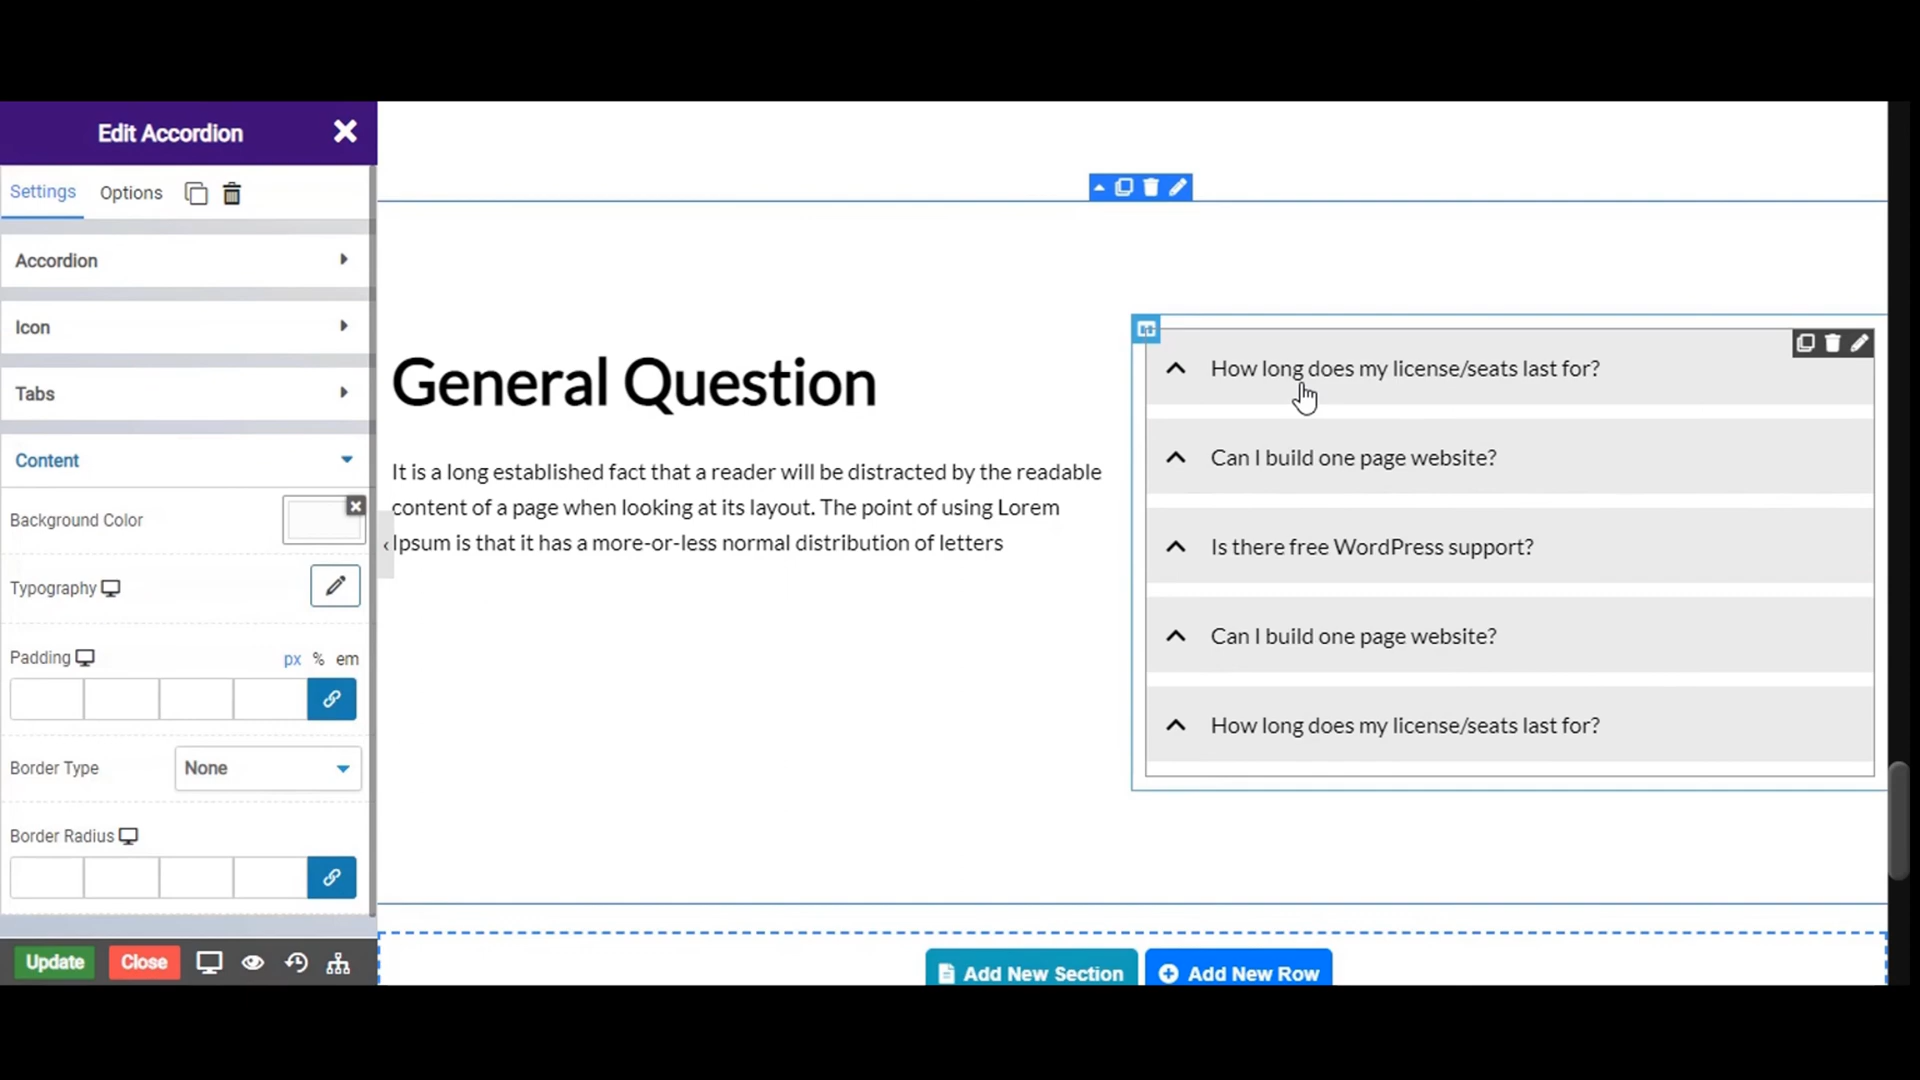 Edit Accordion
Settings Options
Accordion
Icon
Tabs
Content
Background Color
Typography
Padding px % em
Border Type None
Border Radius
Update Close
General Question
It is a long established fact that a reader will be distracted by the readable
content of a page when looking at its layout. The point of using Lorem
Ipsum is that it has a more-or-less normal distribution of letters
How long does my license/seats last for?
Can I build one page website?
Is there free WordPress support?
Can I build one page website?
How long does my license/seats last for?
Add New Section Add New Row